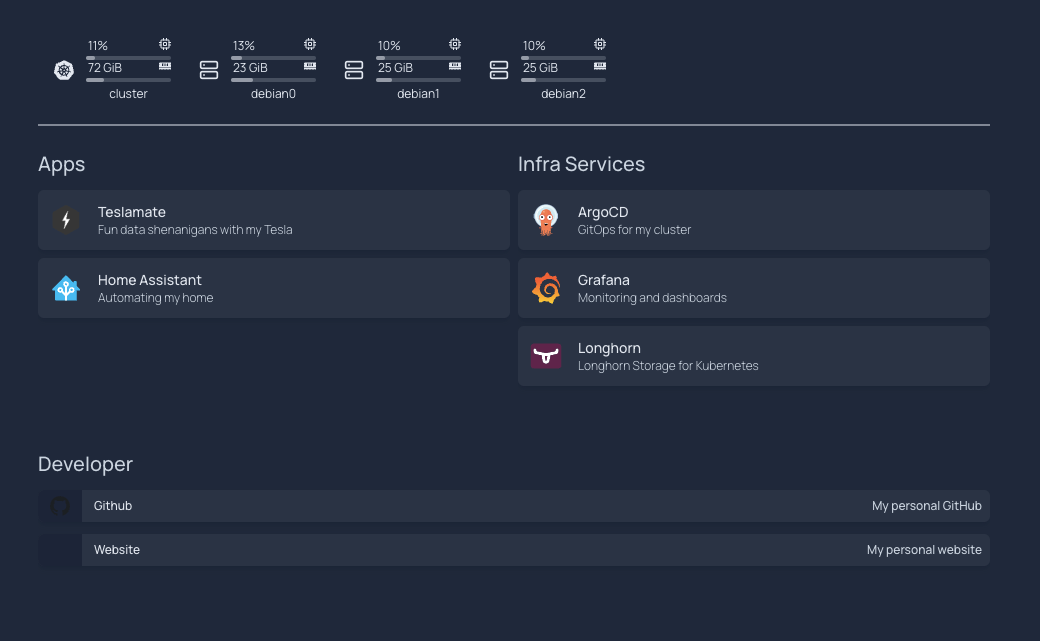 11%
72 GiB
cluster
13%
23 GiB
debian0
10%
25 GiB
debian1
10%
25 GiB
debian2
Apps
Teslamate
Fun data shenanigans with my Tesla
Home Assistant
Automating my home
Infra Services
ArgoCD
GitOps for my cluster
Grafana
Monitoring and dashboards
Longhorn
Longhorn Storage for Kubernetes
Developer
Github
My personal GitHub
Website
My personal website